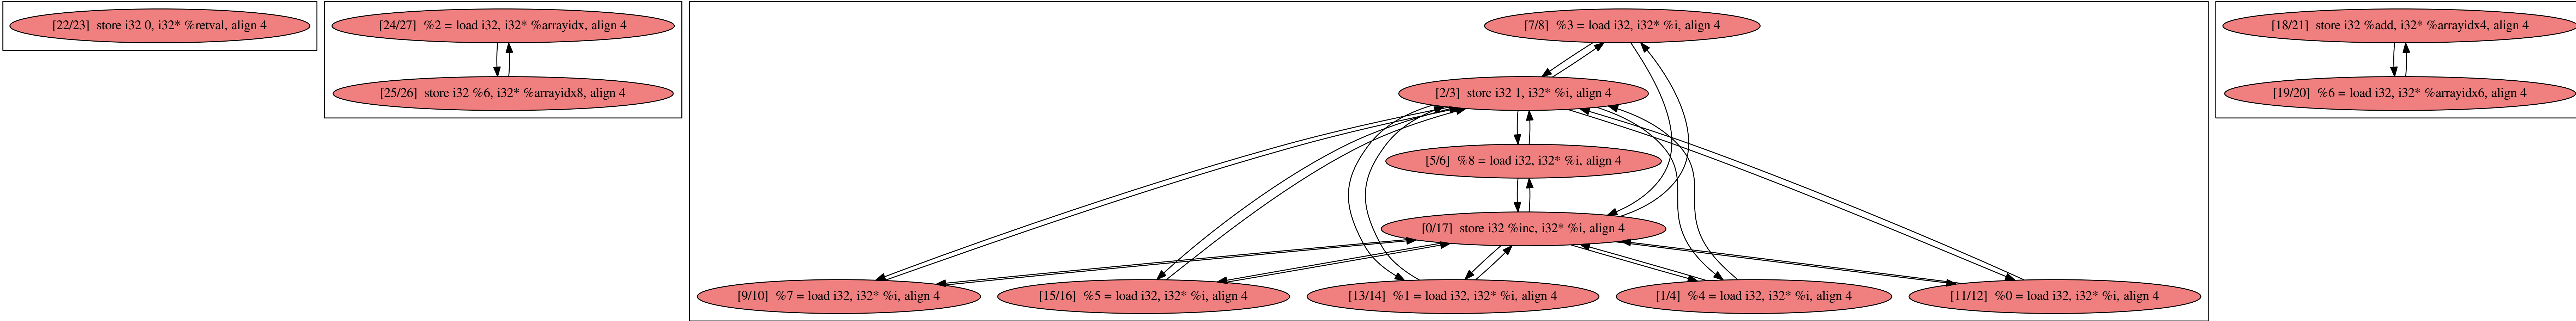 [22/23]  store i32 0, i32* %retval, align 4
[24/27]  %2 = load i32, i32* %arrayidx, align 4
[25/26]  store i32 %6, i32* %arrayidx8, align 4
[7/8]  %3 = load i32, i32* %i, align 4
[2/3]  store i32 1, i32* %i, align 4
[5/6]  %8 = load i32, i32* %i, align 4
[0/17]  store i32 %inc, i32* %i, align 4
[9/10]  %7 = load i32, i32* %i, align 4
[15/16]  %5 = load i32, i32* %i, align 4
[13/14]  %1 = load i32, i32* %i, align 4
[1/4]  %4 = load i32, i32* %i, align 4
[11/12]  %0 = load i32, i32* %i, align 4
[18/21]  store i32 %add, i32* %arrayidx4, align 4
[19/20]  %6 = load i32, i32* %arrayidx6, align 4